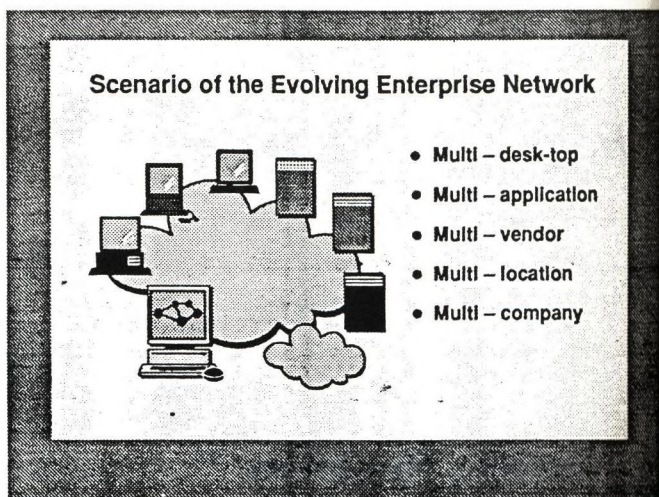 Scenario of the Evolving Enterprise Network
• Multi – desk-top
• Multi – application
• Multi – vendor
• Multi – location
• Multi – company